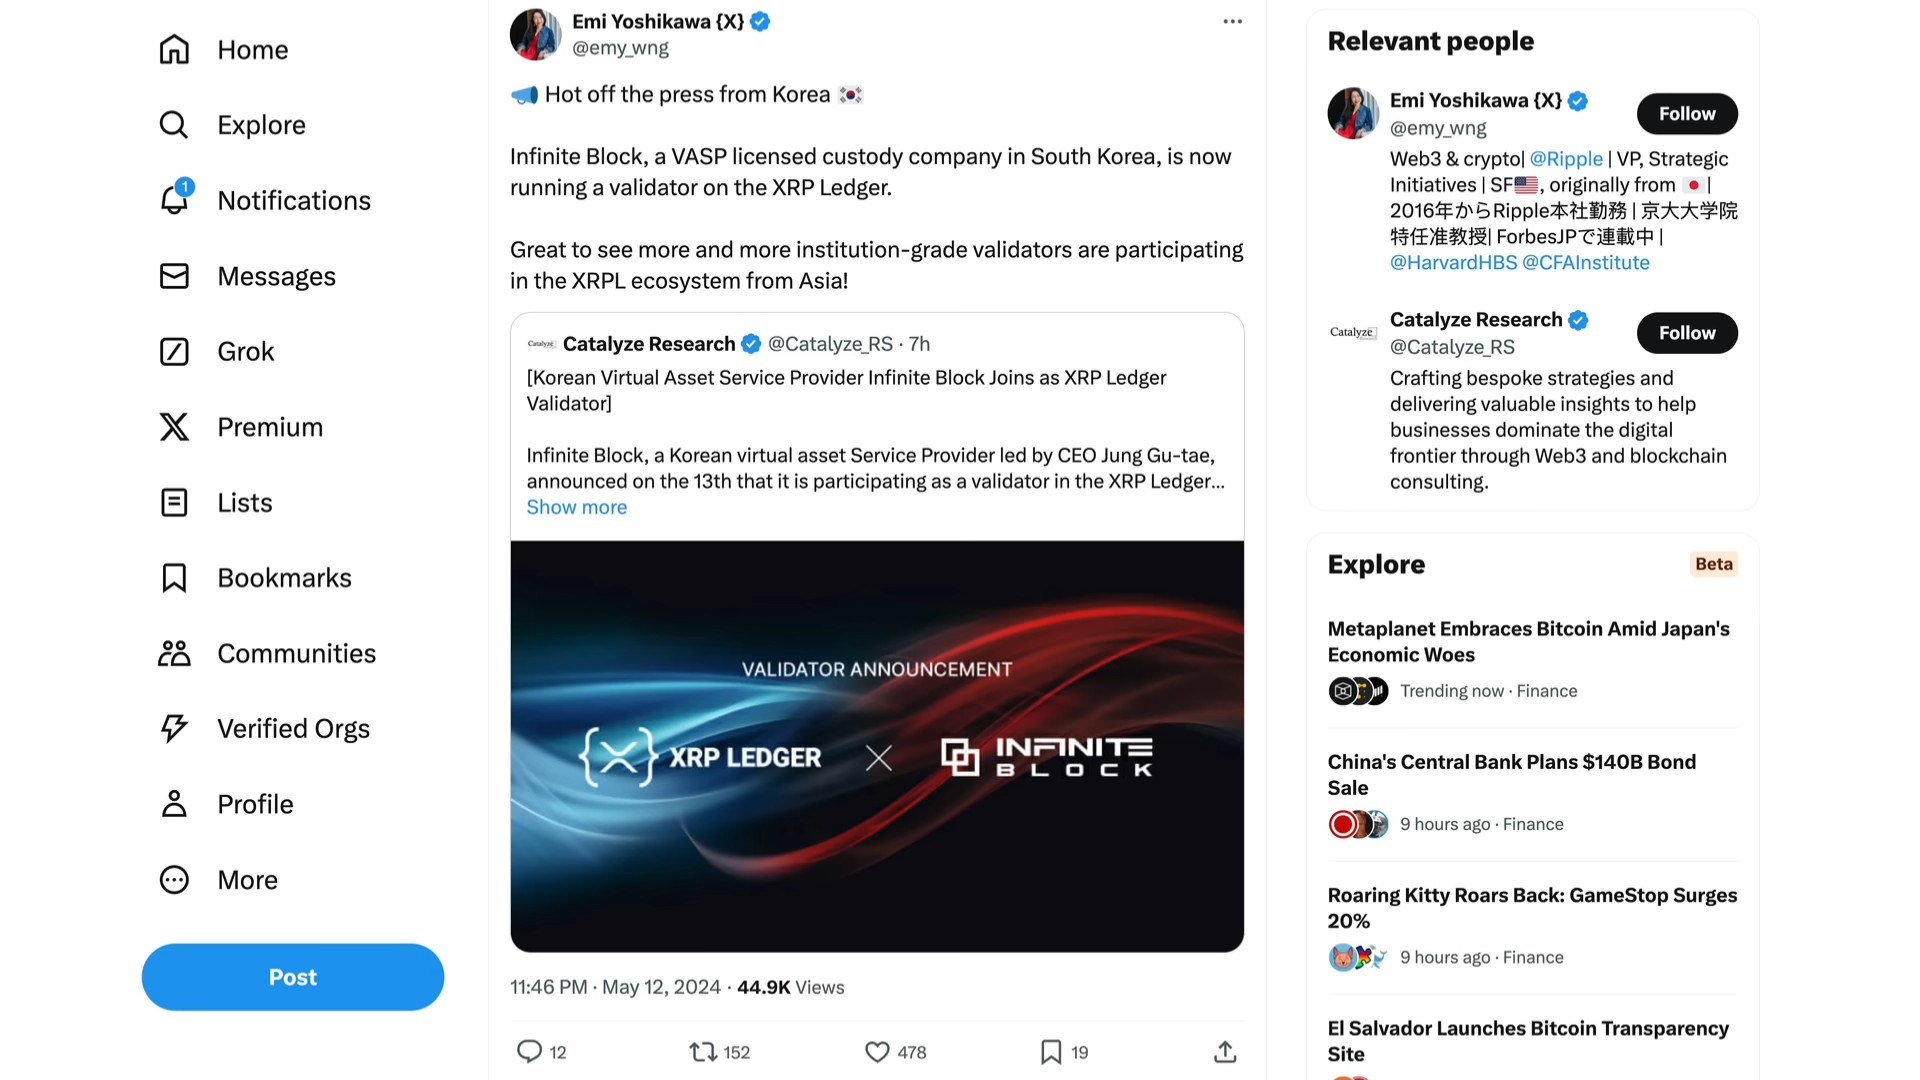 Home
Explore
1
Notifications
Messages
Grok
Premium
Lists
Bookmarks
Communities
Verified Orgs
Profile
More
Post
Emi Yoshikawa {X}
@emy_wng
📣 Hot off the press from Korea 🇰🇷
Infinite Block, a VASP licensed custody company in South Korea, is now
running a validator on the XRP Ledger.
Great to see more and more institution-grade validators are participating
in the XRPL ecosystem from Asia!
Catalyze Catalyze Research @Catalyze_RS · 7h
[Korean Virtual Asset Service Provider Infinite Block Joins as XRP Ledger
Validator]
Infinite Block, a Korean virtual asset Service Provider led by CEO Jung Gu-tae,
announced on the 13th that it is participating as a validator in the XRP Ledger...
Show more
VALIDATOR ANNOUNCEMENT
XRP LEDGER
INFINITE
BLOCK
11:46 PM · May 12, 2024 · 44.9K Views
12
152
478
19
Relevant people
Emi Yoshikawa {X}
@emy_wng
Follow
Web3 & crypto| @Ripple | VP, Strategic
Initiatives | SF🇺🇸, originally from 🇯🇵|
2016年からRipple本社勤務 | 京大大学院
特任准教授| ForbesJPで連載中 |
@HarvardHBS @CFAInstitute
Catalyze
Catalyze Research
@Catalyze_RS
Follow
Crafting bespoke strategies and
delivering valuable insights to help
businesses dominate the digital
frontier through Web3 and blockchain
consulting.
Explore
Beta
Metaplanet Embraces Bitcoin Amid Japan's
Economic Woes
Trending now · Finance
China's Central Bank Plans $140B Bond
Sale
9 hours ago · Finance
Roaring Kitty Roars Back: GameStop Surges
20%
9 hours ago · Finance
El Salvador Launches Bitcoin Transparency
Site